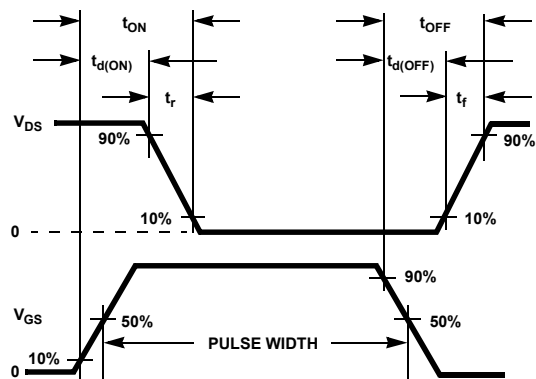 tON
tOFF
td(ON)
td(OFF)
tr
tf
VDS
90%
90%
10%
10%
0
90%
VGS
50%
PULSE WIDTH
50%
10%
0